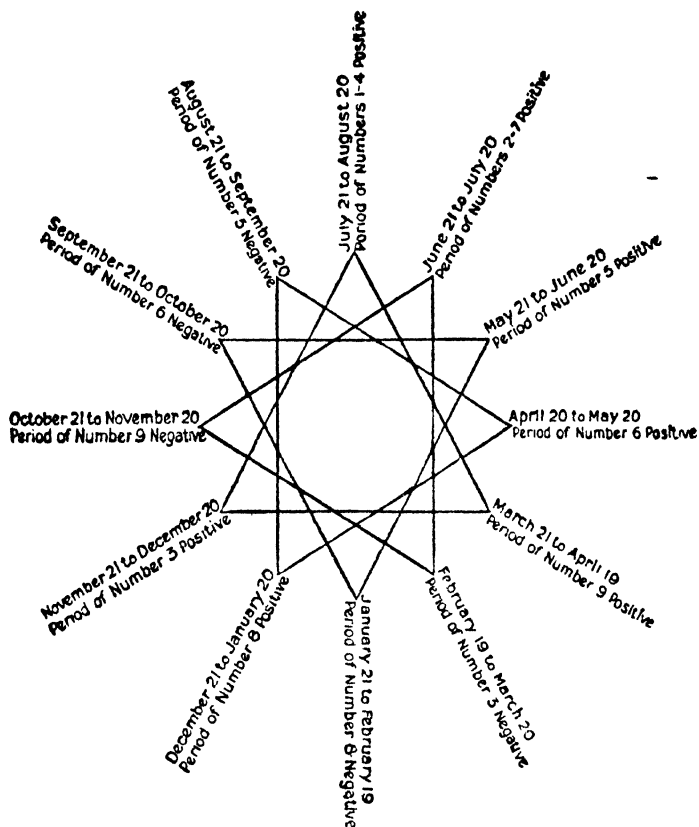 July 21 to August 20
Period of Numbers 1-4 Positive
June 21 to July 20
Period of Numbers 2-7 Positive
May 21 to June 20
Period of Number 5 Positive
April 20 to May 20
Period of Number 6 Positive
March 21 to April 19
Period of Number 9 Positive
February 19 to March 20
Period of Number 3 Negative
January 21 to February 19
Period of Number 8 Negative
December 21 to January 20
Period of Number 8 Positive
November 21 to December 20
Period of Number 3 Positive
October 21 to November 20
Period of Number 9 Negative
September 21 to October 20
Period of Number 6 Negative
August 21 to September 20
Period of Number 5 Negative